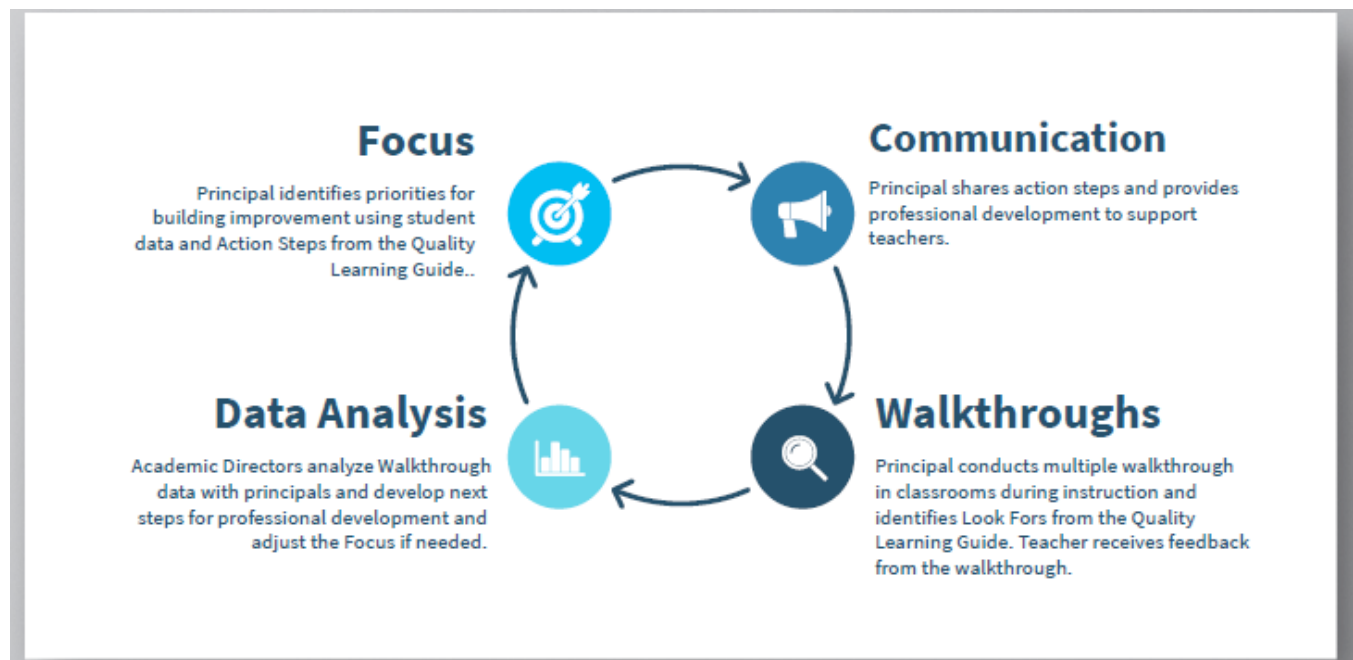 Focus
Principal identifies priorities for
building improvement using student
data and Action Steps from the Quality
Learning Guide..
Communication
Principal shares action steps and provides
professional development to support
teachers.
Walkthroughs
Principal conducts multiple walkthrough
in classrooms during instruction and
identifies Look Fors from the Quality
Learning Guide. Teacher receives feedback
from the walkthrough.
Data Analysis
Academic Directors analyze Walkthrough
data with principals and develop next
steps for professional development and
adjust the Focus if needed.